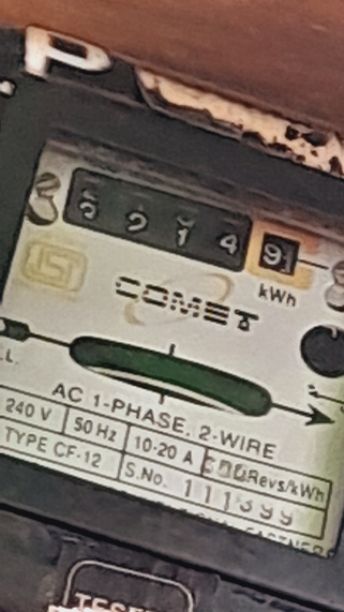 P
2 1 4 9
kWh
COMET
AC 1-PHASE, 2-WIRE
240 V 50 Hz 10-20 A Revs/kWh
TYPE CF-12 S.No. 111399